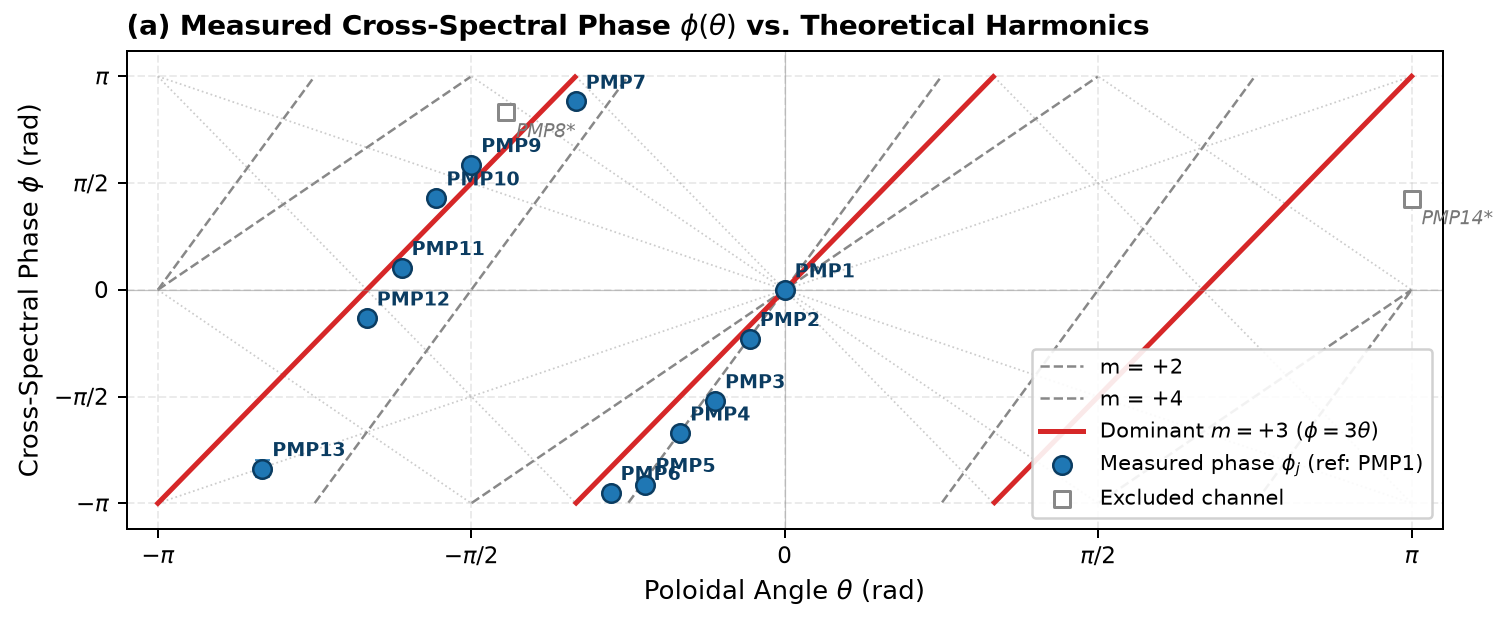 (a) Measured Cross-Spectral Phase ϕ(θ) vs. Theoretical Harmonics
Cross-Spectral Phase ϕ (rad)
π
π/2
0
−π/2
−π
PMP7
PMP8*
PMP9
PMP10
PMP11
PMP12
PMP13
PMP1
PMP2
PMP3
PMP4
PMP5
PMP6
PMP14*
m = +2
m = +4
Dominant m = +3 (ϕ = 3θ)
Measured phase ϕj (ref: PMP1)
Excluded channel
−π
−π/2
0
π/2
π
Poloidal Angle θ (rad)